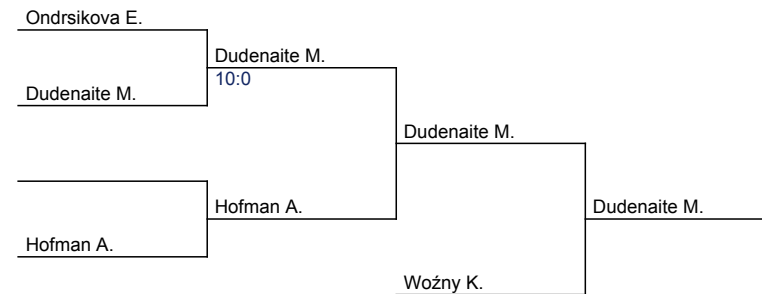 Ondrsikova E.
Dudenaite M.
10:0
Dudenaite M.
Dudenaite M.
Hofman A.
Dudenaite M.
Hofman A.
Woźny K.